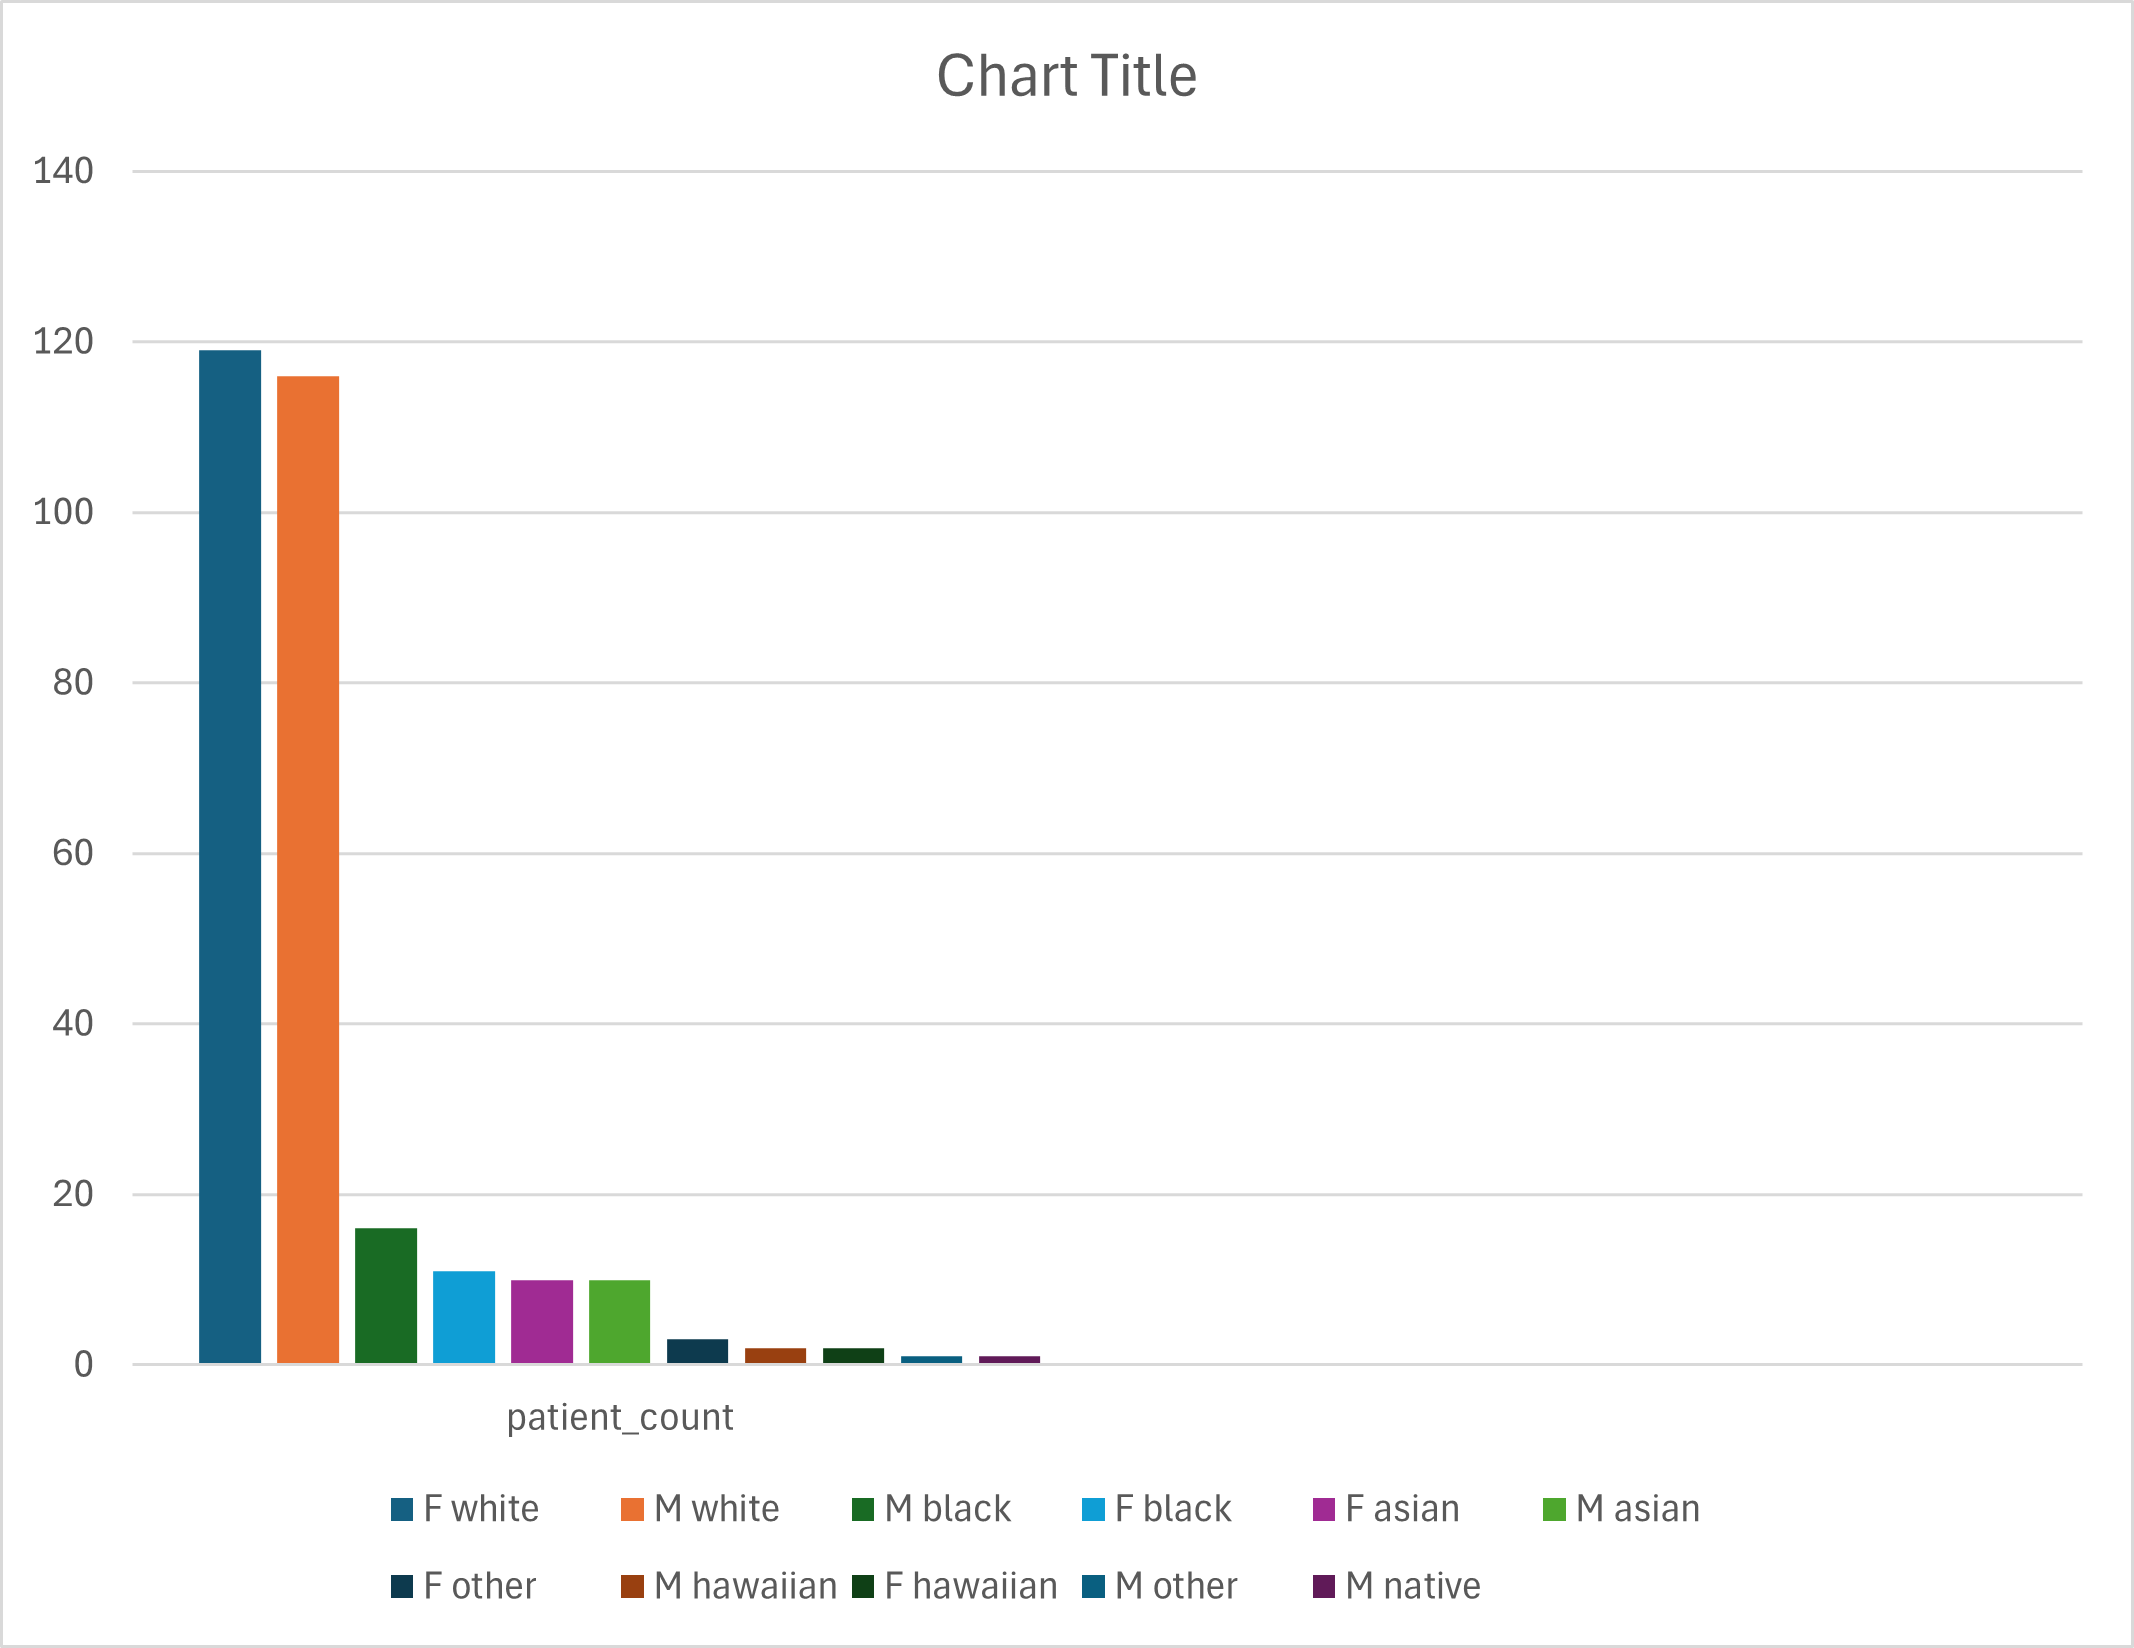 Chart Title
140
120
100
80
60
40
20
0
patient_count
F white M white M black F black F asian M asian
F other M hawaiian F hawaiian M other M native